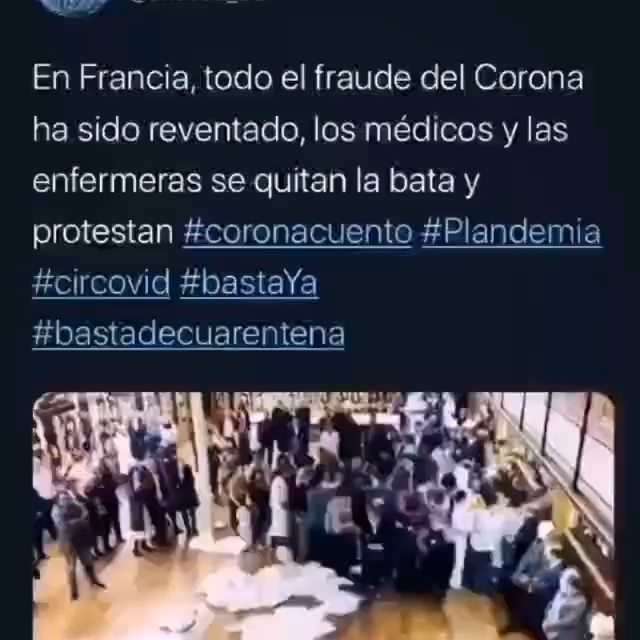 En Francia, todo el fraude del Corona
ha sido reventado, los médicos y las
enfermeras se quitan la bata y
protestan #coronacuento #Plandemia
#circovid #bastaYa
#bastadecuarentena